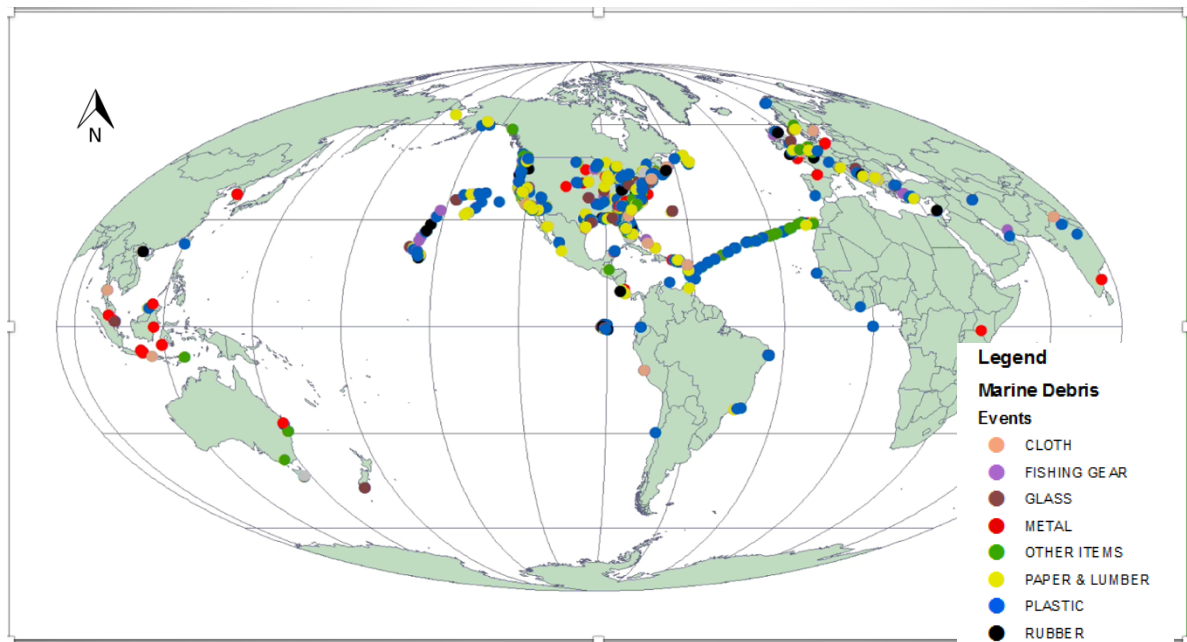 N
Legend
Marine Debris
Events
CLOTH
FISHING GEAR
GLASS
METAL
OTHER ITEMS
PAPER & LUMBER
PLASTIC
RUBBER